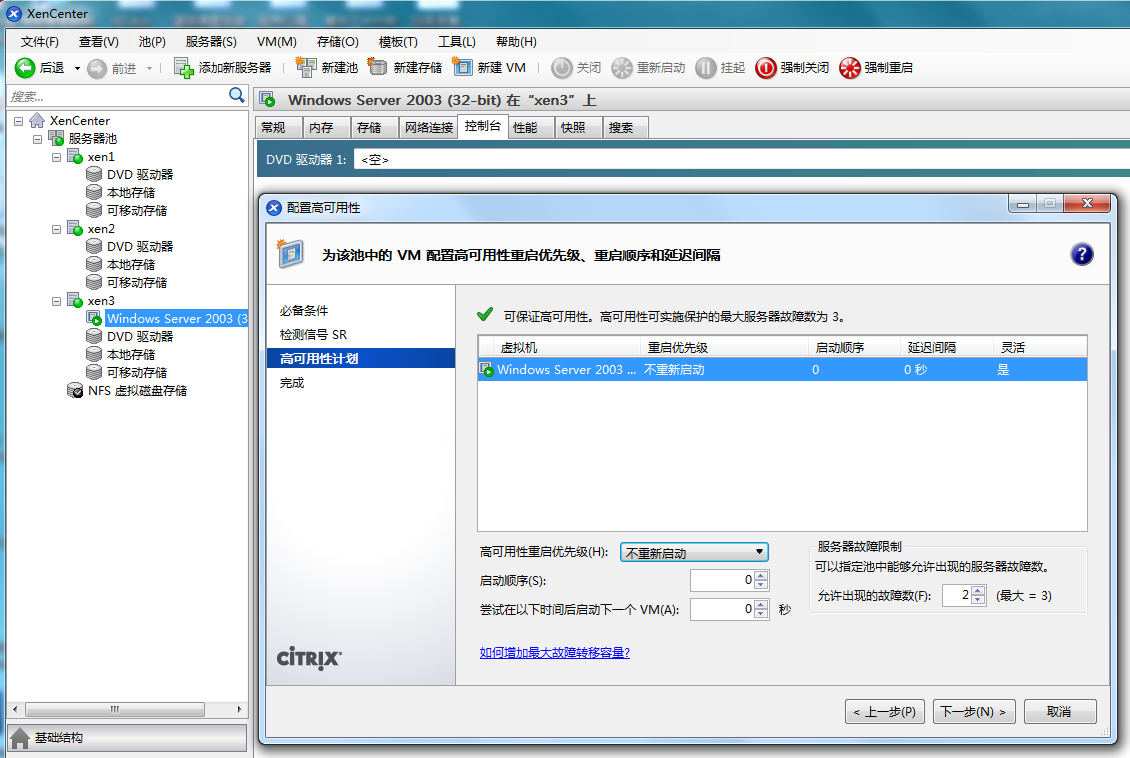 XenCenter
文件(F) 查看(V) 池(P) 服务器(S) VM(M) 存储(O) 模板(T) 工具(L) 帮助(H)
后退 前进 添加新服务器 新建池 新建存储 新建 VM 关闭 重新启动 挂起 强制关闭 强制重启
搜索...
XenCenter
服务器池
xen1
DVD 驱动器
本地存储
可移动存储
xen2
DVD 驱动器
本地存储
可移动存储
xen3
Windows Server 2003 (3
DVD 驱动器
本地存储
可移动存储
NFS 虚拟磁盘存储
基础结构
Windows Server 2003 (32-bit) 在 “xen3” 上
常规 内存 存储 网络连接 控制台 性能 快照 搜索
DVD 驱动器 1: <空>
配置高可用性
为该池中的 VM 配置高可用性重启优先级、重启顺序和延迟间隔
必备条件
检测信号 SR
高可用性计划
完成
CITRIX
可保证高可用性。高可用性可实施保护的最大服务器故障数为 3。
虚拟机 重启优先级 启动顺序 延迟间隔 灵活
Windows Server 2003 ... 不重新启动 0 0 秒 是
高可用性重启优先级(H): 不重新启动
启动顺序(S): 0
尝试在以下时间后启动下一个 VM(A): 0 秒
服务器故障限制
可以指定池中能够允许出现的服务器故障数。
允许出现的故障数(F): 2 (最大 = 3)
如何增加最大故障转移容量?
< 上一步(P) 下一步(N) > 取消